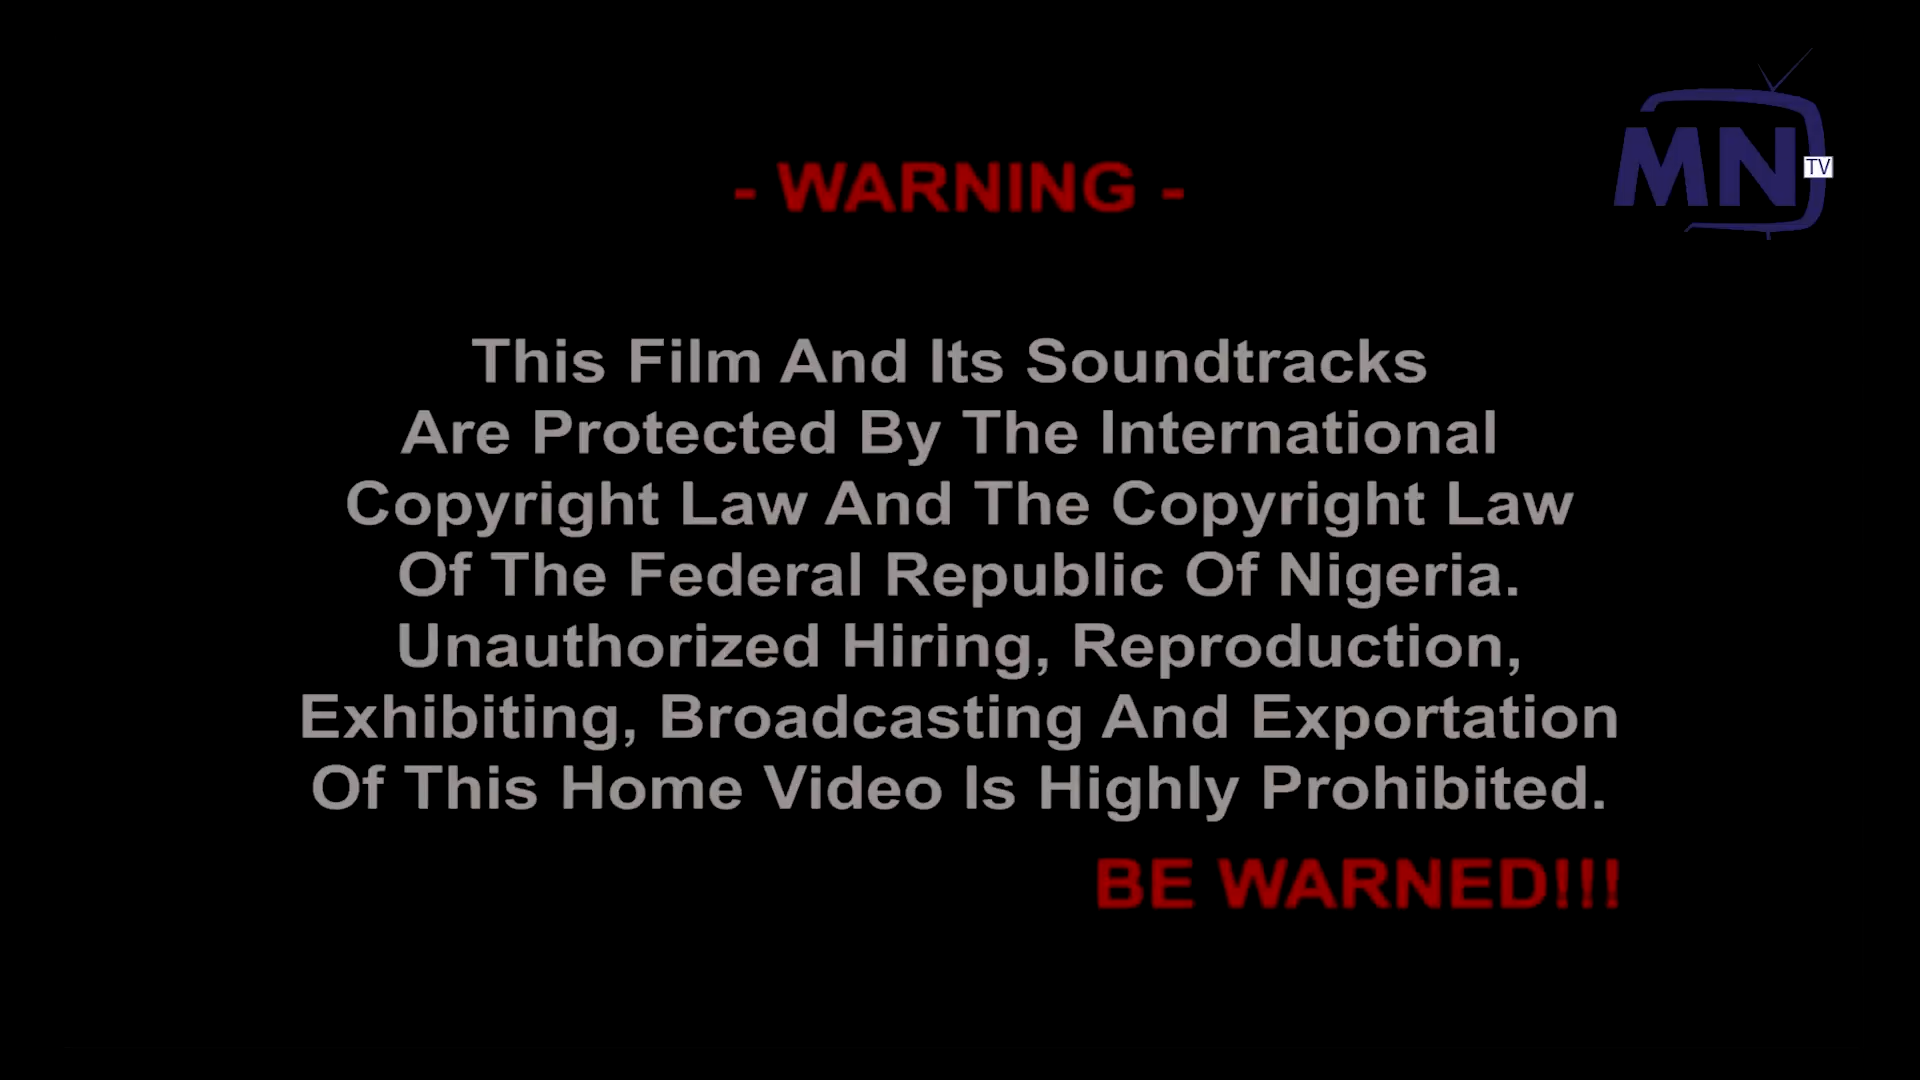 MN
TV
- WARNING -
This Film And Its Soundtracks
Are Protected By The International
Copyright Law And The Copyright Law
Of The Federal Republic Of Nigeria.
Unauthorized Hiring, Reproduction,
Exhibiting, Broadcasting And Exportation
Of This Home Video Is Highly Prohibited.
BE WARNED!!!